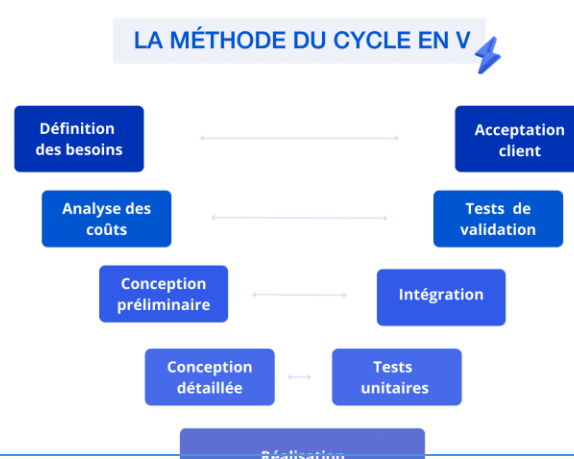 LA MÉTHODE DU CYCLE EN V
Définition
des besoins
Acceptation
client
Analyse des
coûts
Tests de
validation
Conception
préliminaire
Intégration
Conception
détaillée
Tests
unitaires
Réalisation